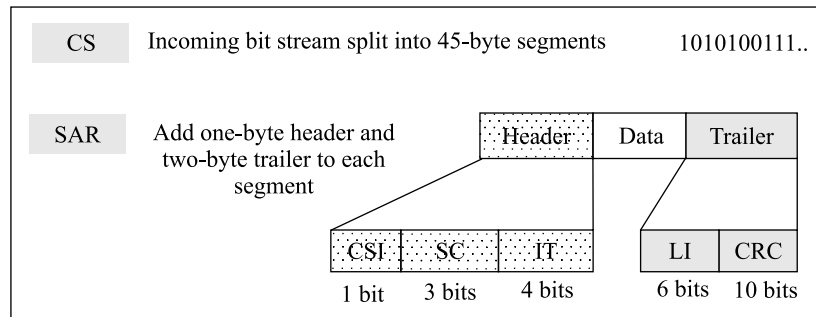 CS Incoming bit stream split into 45-byte segments 1010100111..
SAR Add one-byte header and
two-byte trailer to each
segment
Header Data Trailer
CSI SC IT LI CRC
1 bit 3 bits 4 bits 6 bits 10 bits